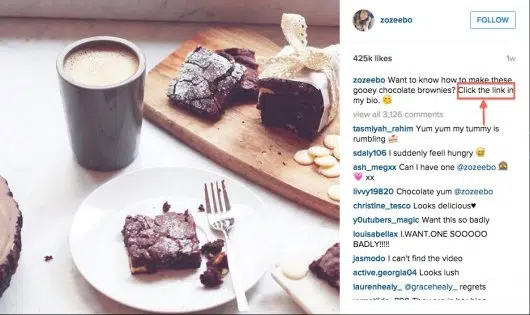 zozeebo
FOLLOW
425k likes
1w
zozeebo Want to know how to make these
gooey chocolate brownies? Click the link in
my bio. 😋
view all 3,126 comments
tasmiyah_rahim Yum yum my tummy is
rumbling 🍰
sdaly106 I suddenly feell hungry 😅
ash_megxx Can I have one @zozeebo 🙈
💗 xx
livvy19820 Chocolate yum @zozeebo
christine_tesco Looks delicious♥
y0utubers_magic Want this so badly
louisabellax I.WANT.ONE SOOOOO
BADLY!!!!!
jasmodo I can't find the video
active.georgia04 Looks lush
laurenhealy_ @gracehealy_ regrets